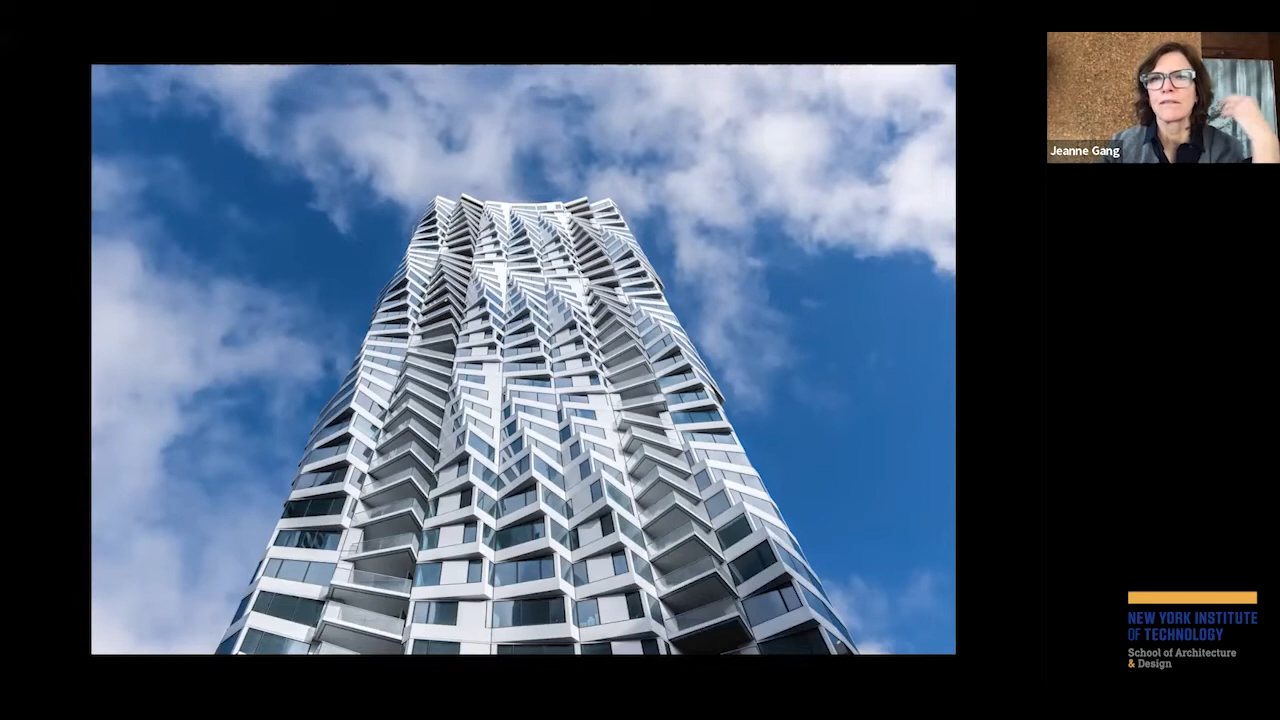 Jeanne Gang
NEW YORK INSTITUTE
OF TECHNOLOGY
School of Architecture
& Design